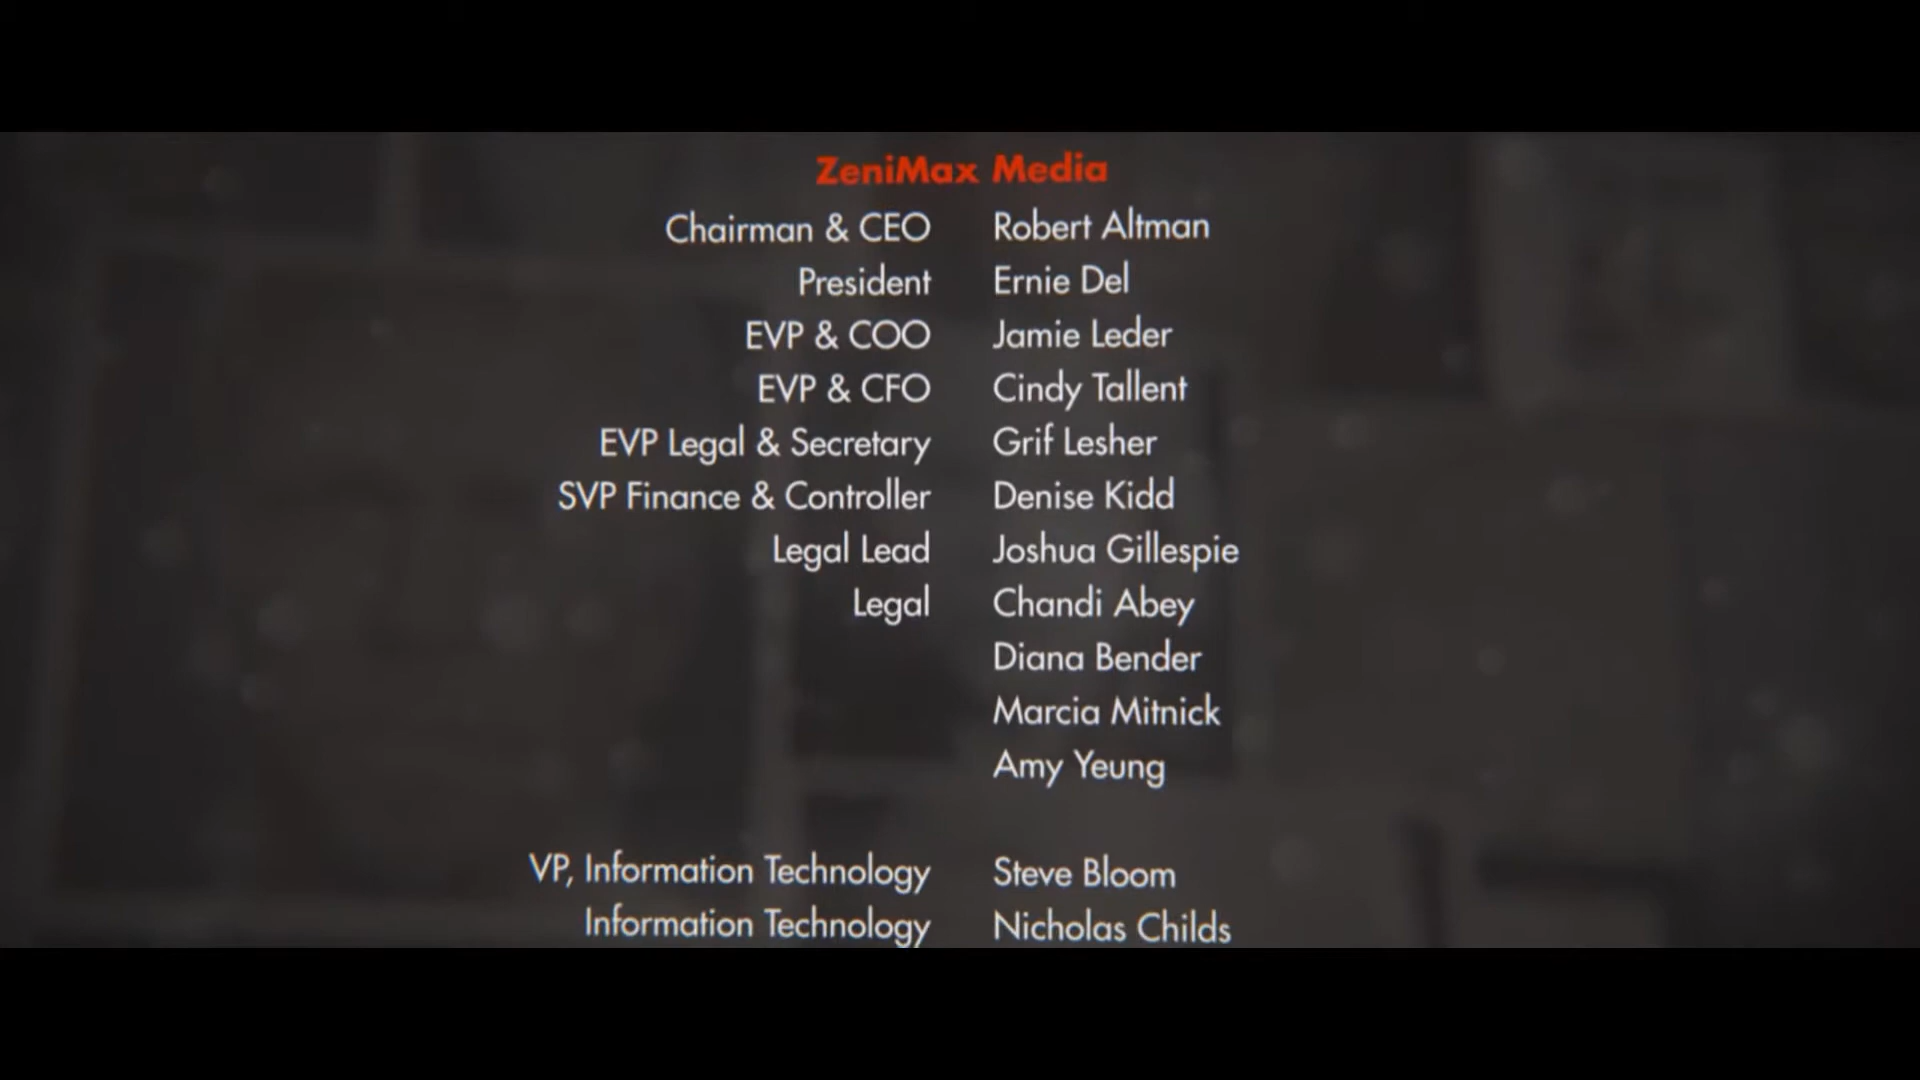 ZeniMax Media
Chairman & CEO Robert Altman
President Ernie Del
EVP & COO Jamie Leder
EVP & CFO Cindy Tallent
EVP Legal & Secretary Grif Lesher
SVP Finance & Controller Denise Kidd
Legal Lead Joshua Gillespie
Legal Chandi Abey
Diana Bender
Marcia Mitnick
Amy Yeung
VP, Information Technology Steve Bloom
Information Technology Nicholas Childs